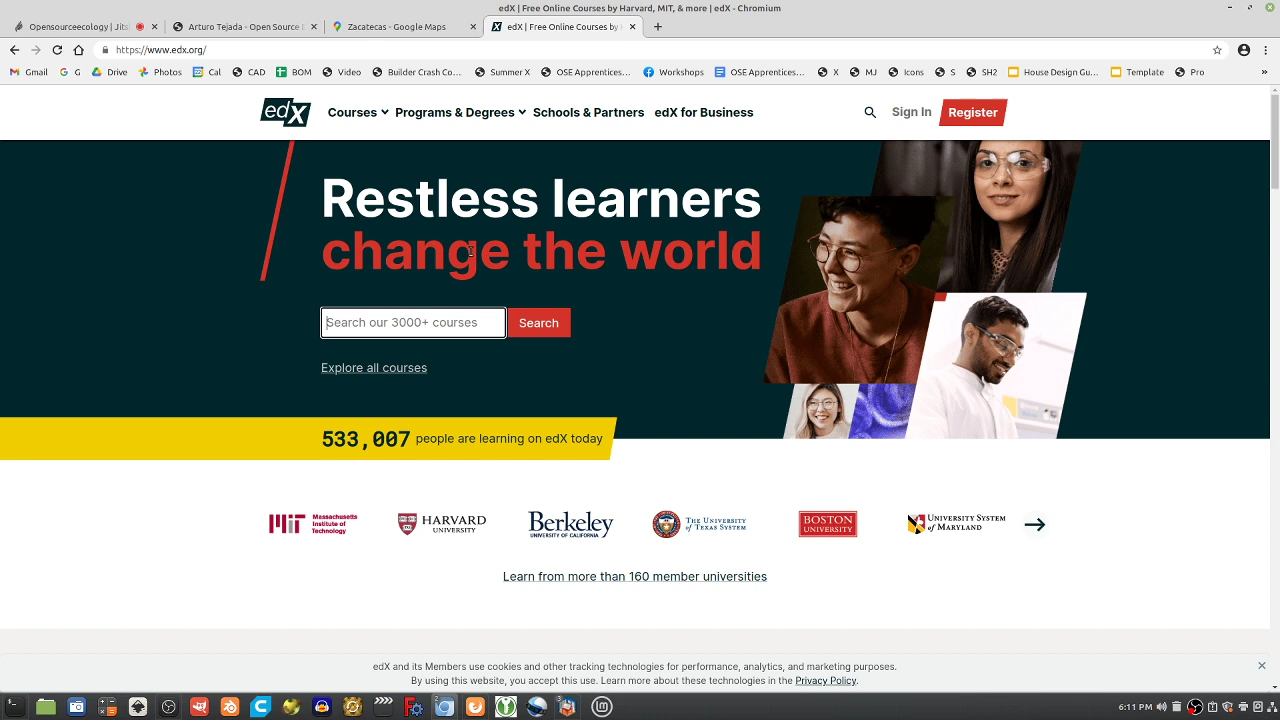 edX | Free Online Courses by Harvard, MIT, & more | edX - Chromium
Opensourceecology | Jits
Arturo Tejada - Open Source E
Zacatecas - Google Maps
edX | Free Online Courses by
https://www.edx.org/
Gmail G Drive Photos Cal CAD BON Video Builder Crash Co... Summer X OSE Apprentices... Workshops OSE Apprentices... X MJ Icons S SH2 House Design Gu... Template Pro »
edX Courses Programs & Degrees Schools & Partners edX for Business Sign In Register
Restless learners
change the world
Search our 3000+ courses Search
Explore all courses
533,007 people are learning on edX today
MIT Massachusetts Institute of Technology
HARVARD UNIVERSITY
Berkeley UNIVERSITY OF CALIFORNIA
THE UNIVERSITY of TEXAS SYSTEM
BOSTON UNIVERSITY
UNIVERSITY SYSTEM of MARYLAND
Learn from more than 160 member universities
edX and its Members use cookies and other tracking technologies for performance, analytics, and marketing purposes.
By using this website, you accept this use. Learn more about these technologies in the Privacy Policy.
6:11 PM